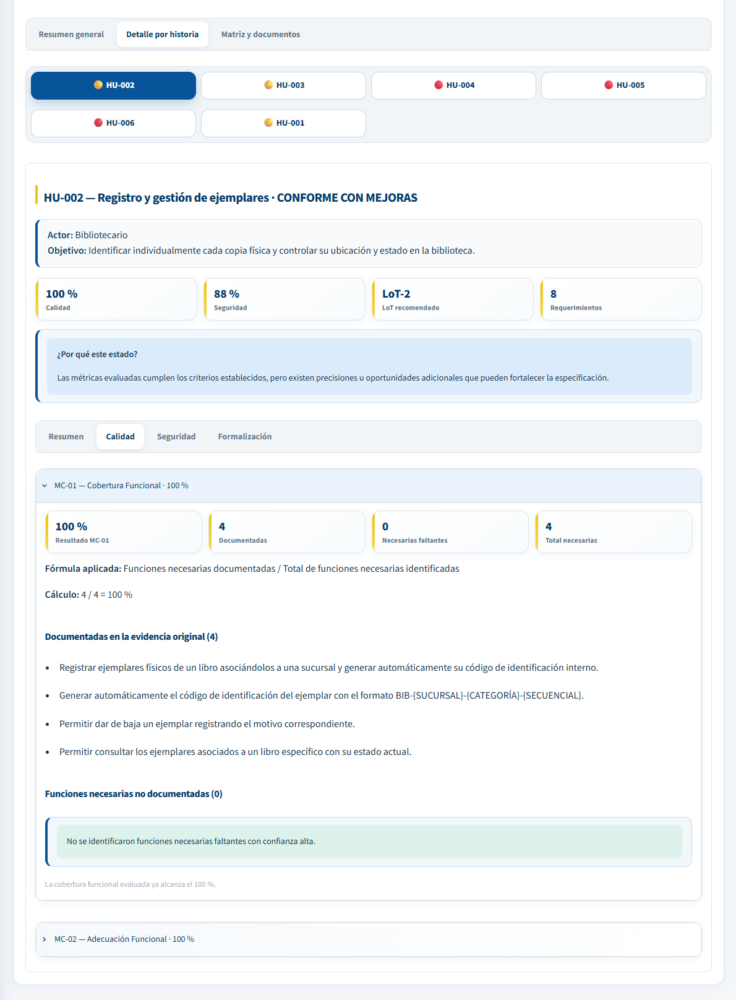 Resumen general
Detalle por historia
Matriz y documentos
HU-002
HU-003
HU-004
HU-005
HU-006
HU-001
HU-002 — Registro y gestión de ejemplares · CONFORME CON MEJORAS
Actor: Bibliotecario
Objetivo: Identificar individualmente cada copia física y controlar su ubicación y estado en la biblioteca.
100 %
Calidad
88 %
Seguridad
LoT-2
LoT recomendado
8
Requerimientos
¿Por qué este estado?
Las métricas evaluadas cumplen los criterios establecidos, pero existen precisiones u oportunidades adicionales que pueden fortalecer la especificación.
Resumen
Calidad
Seguridad
Formalización
MC-01 — Cobertura Funcional · 100 %
100 %
Resultado MC-01
4
Documentadas
0
Necesarias faltantes
4
Total necesarias
Fórmula aplicada: Funciones necesarias documentadas / Total de funciones necesarias identificadas
Cálculo: 4 / 4 = 100 %
Documentadas en la evidencia original (4)
• Registrar ejemplares físicos de un libro asociándolos a una sucursal y generar automáticamente su código de identificación interno.
• Generar automáticamente el código de identificación del ejemplar con el formato BIB-{SUCURSAL}-{CATEGORÍA}-{SECUENCIAL}.
• Permitir dar de baja un ejemplar registrando el motivo correspondiente.
• Permitir consultar los ejemplares asociados a un libro específico con su estado actual.
Funciones necesarias no documentadas (0)
No se identificaron funciones necesarias faltantes con confianza alta.
La cobertura funcional evaluada ya alcanza el 100 %.
MC-02 — Adecuación Funcional · 100 %